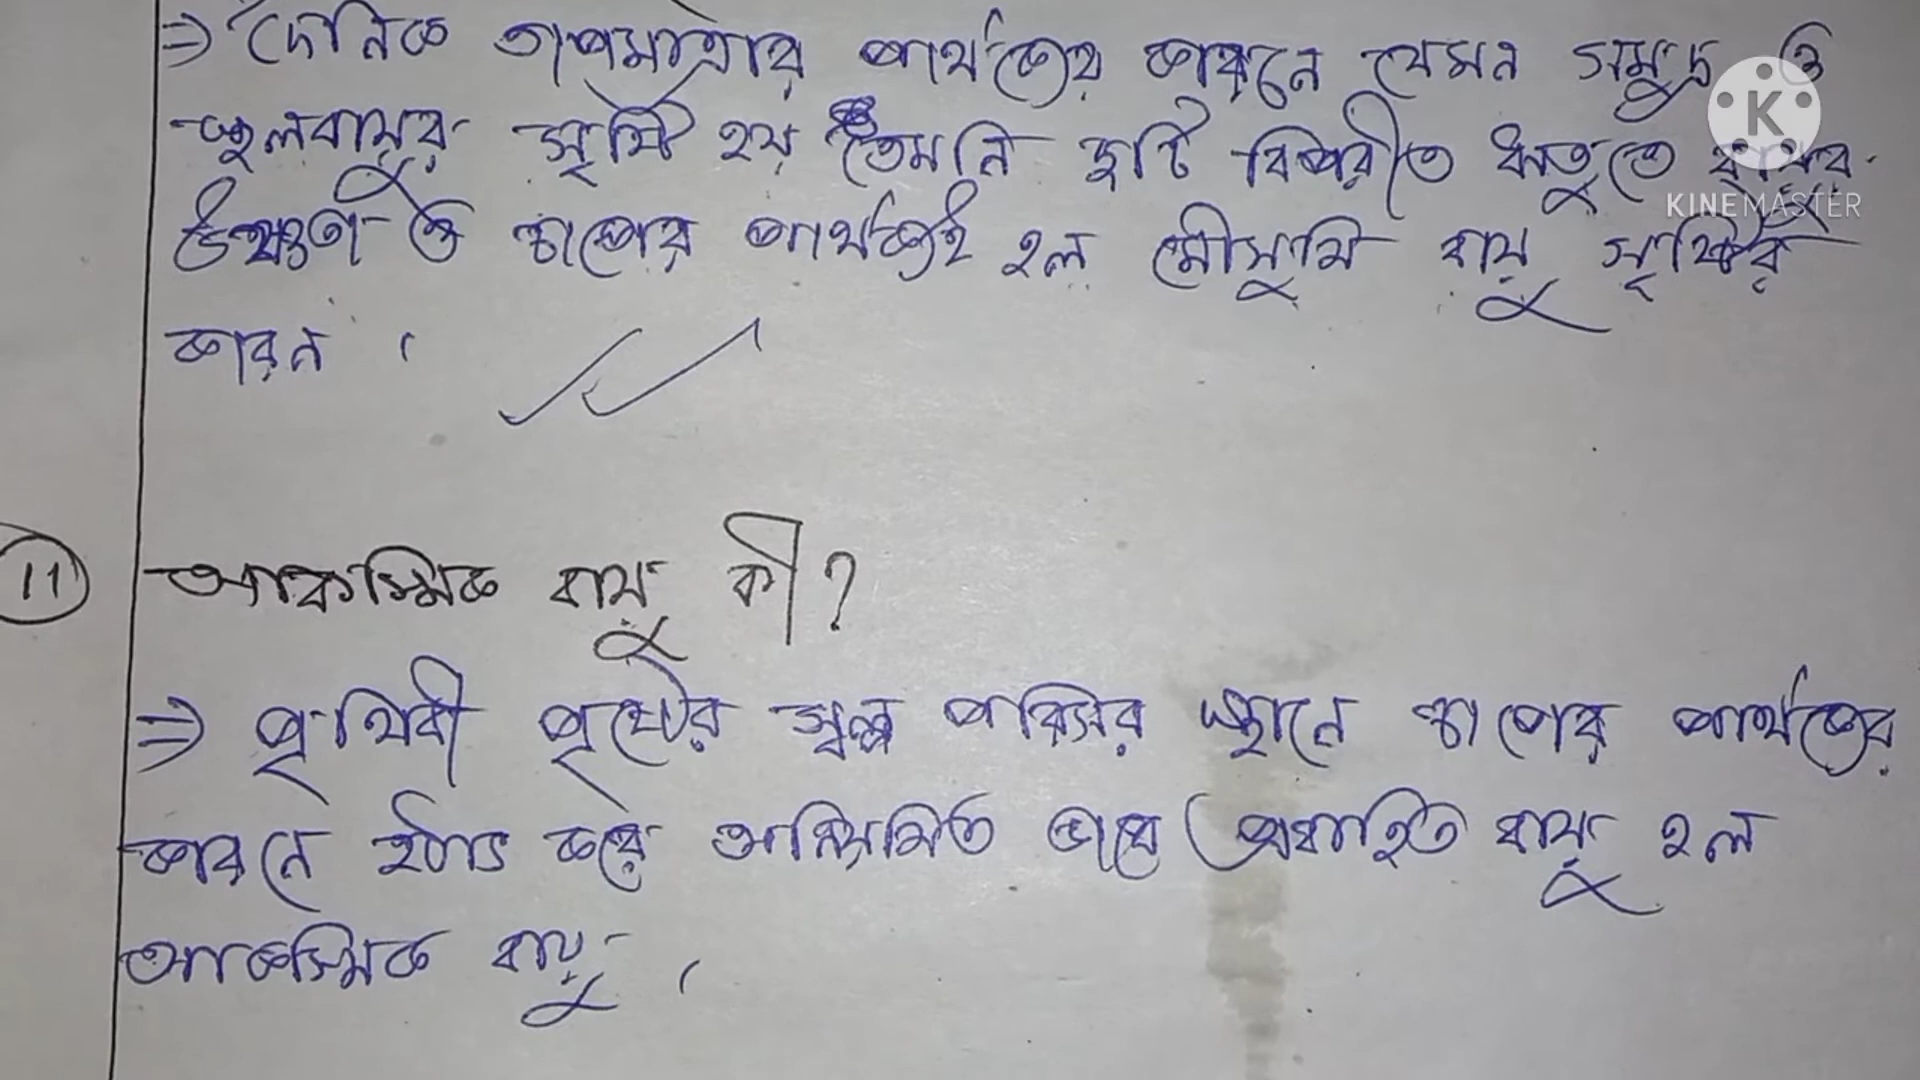 ⇒ দৈনিক তাপমাত্রার পার্থক্যের কারনে যেমন সমুদ্র ও
স্থলবায়ুর সৃষ্টি হয় তেমনি দুটি বিপরীত ঋতুতে
উষ্ণতা ও চাপের পার্থক্যই হল মৌসুমি বায়ু সৃষ্টির
কারন ।
11 আকস্মিক বায়ু কী?
⇒ পৃথিবী পৃষ্ঠের স্বল্প পরিসর স্থানে চাপের পার্থক্যের
কারনে হঠাৎ করে অনিয়মিত ভাবে প্রবাহিত বায়ু হল
আকস্মিক বায়ু ।
K
KINEMASTER